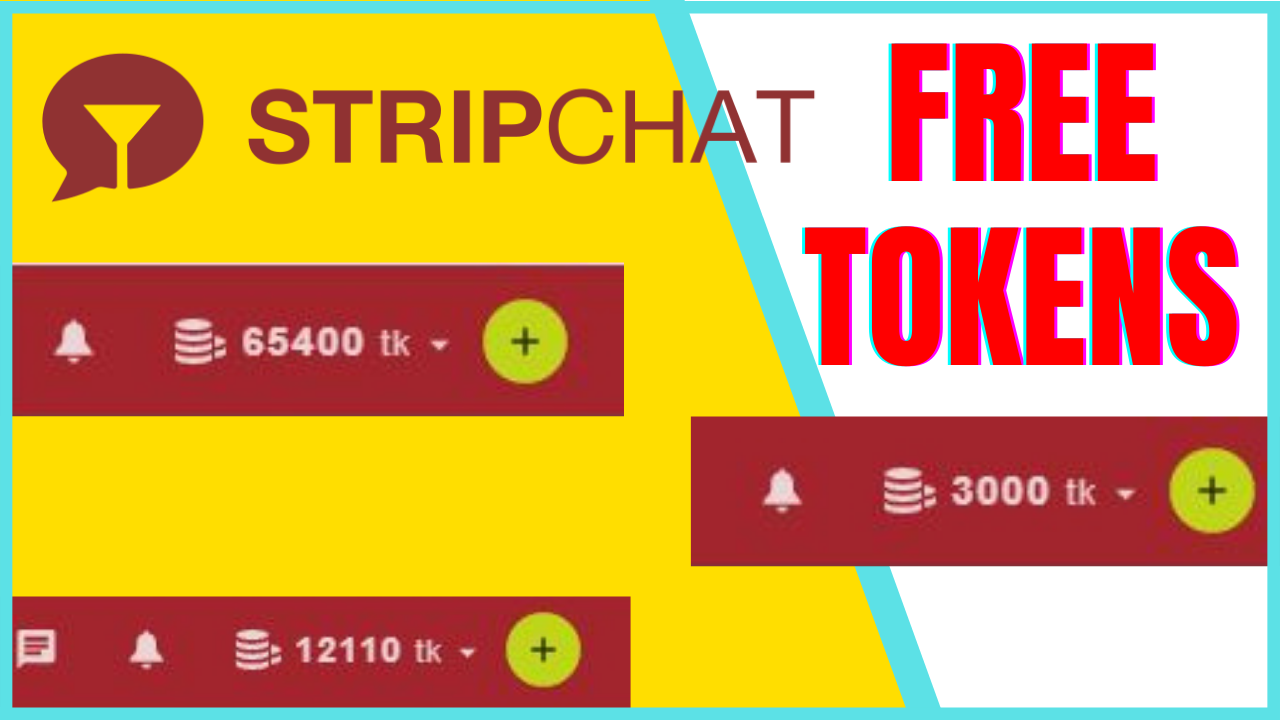 STRIPCHAT
FREE
TOKENS
65400 tk
+
3000 tk
+
12110 tk
+